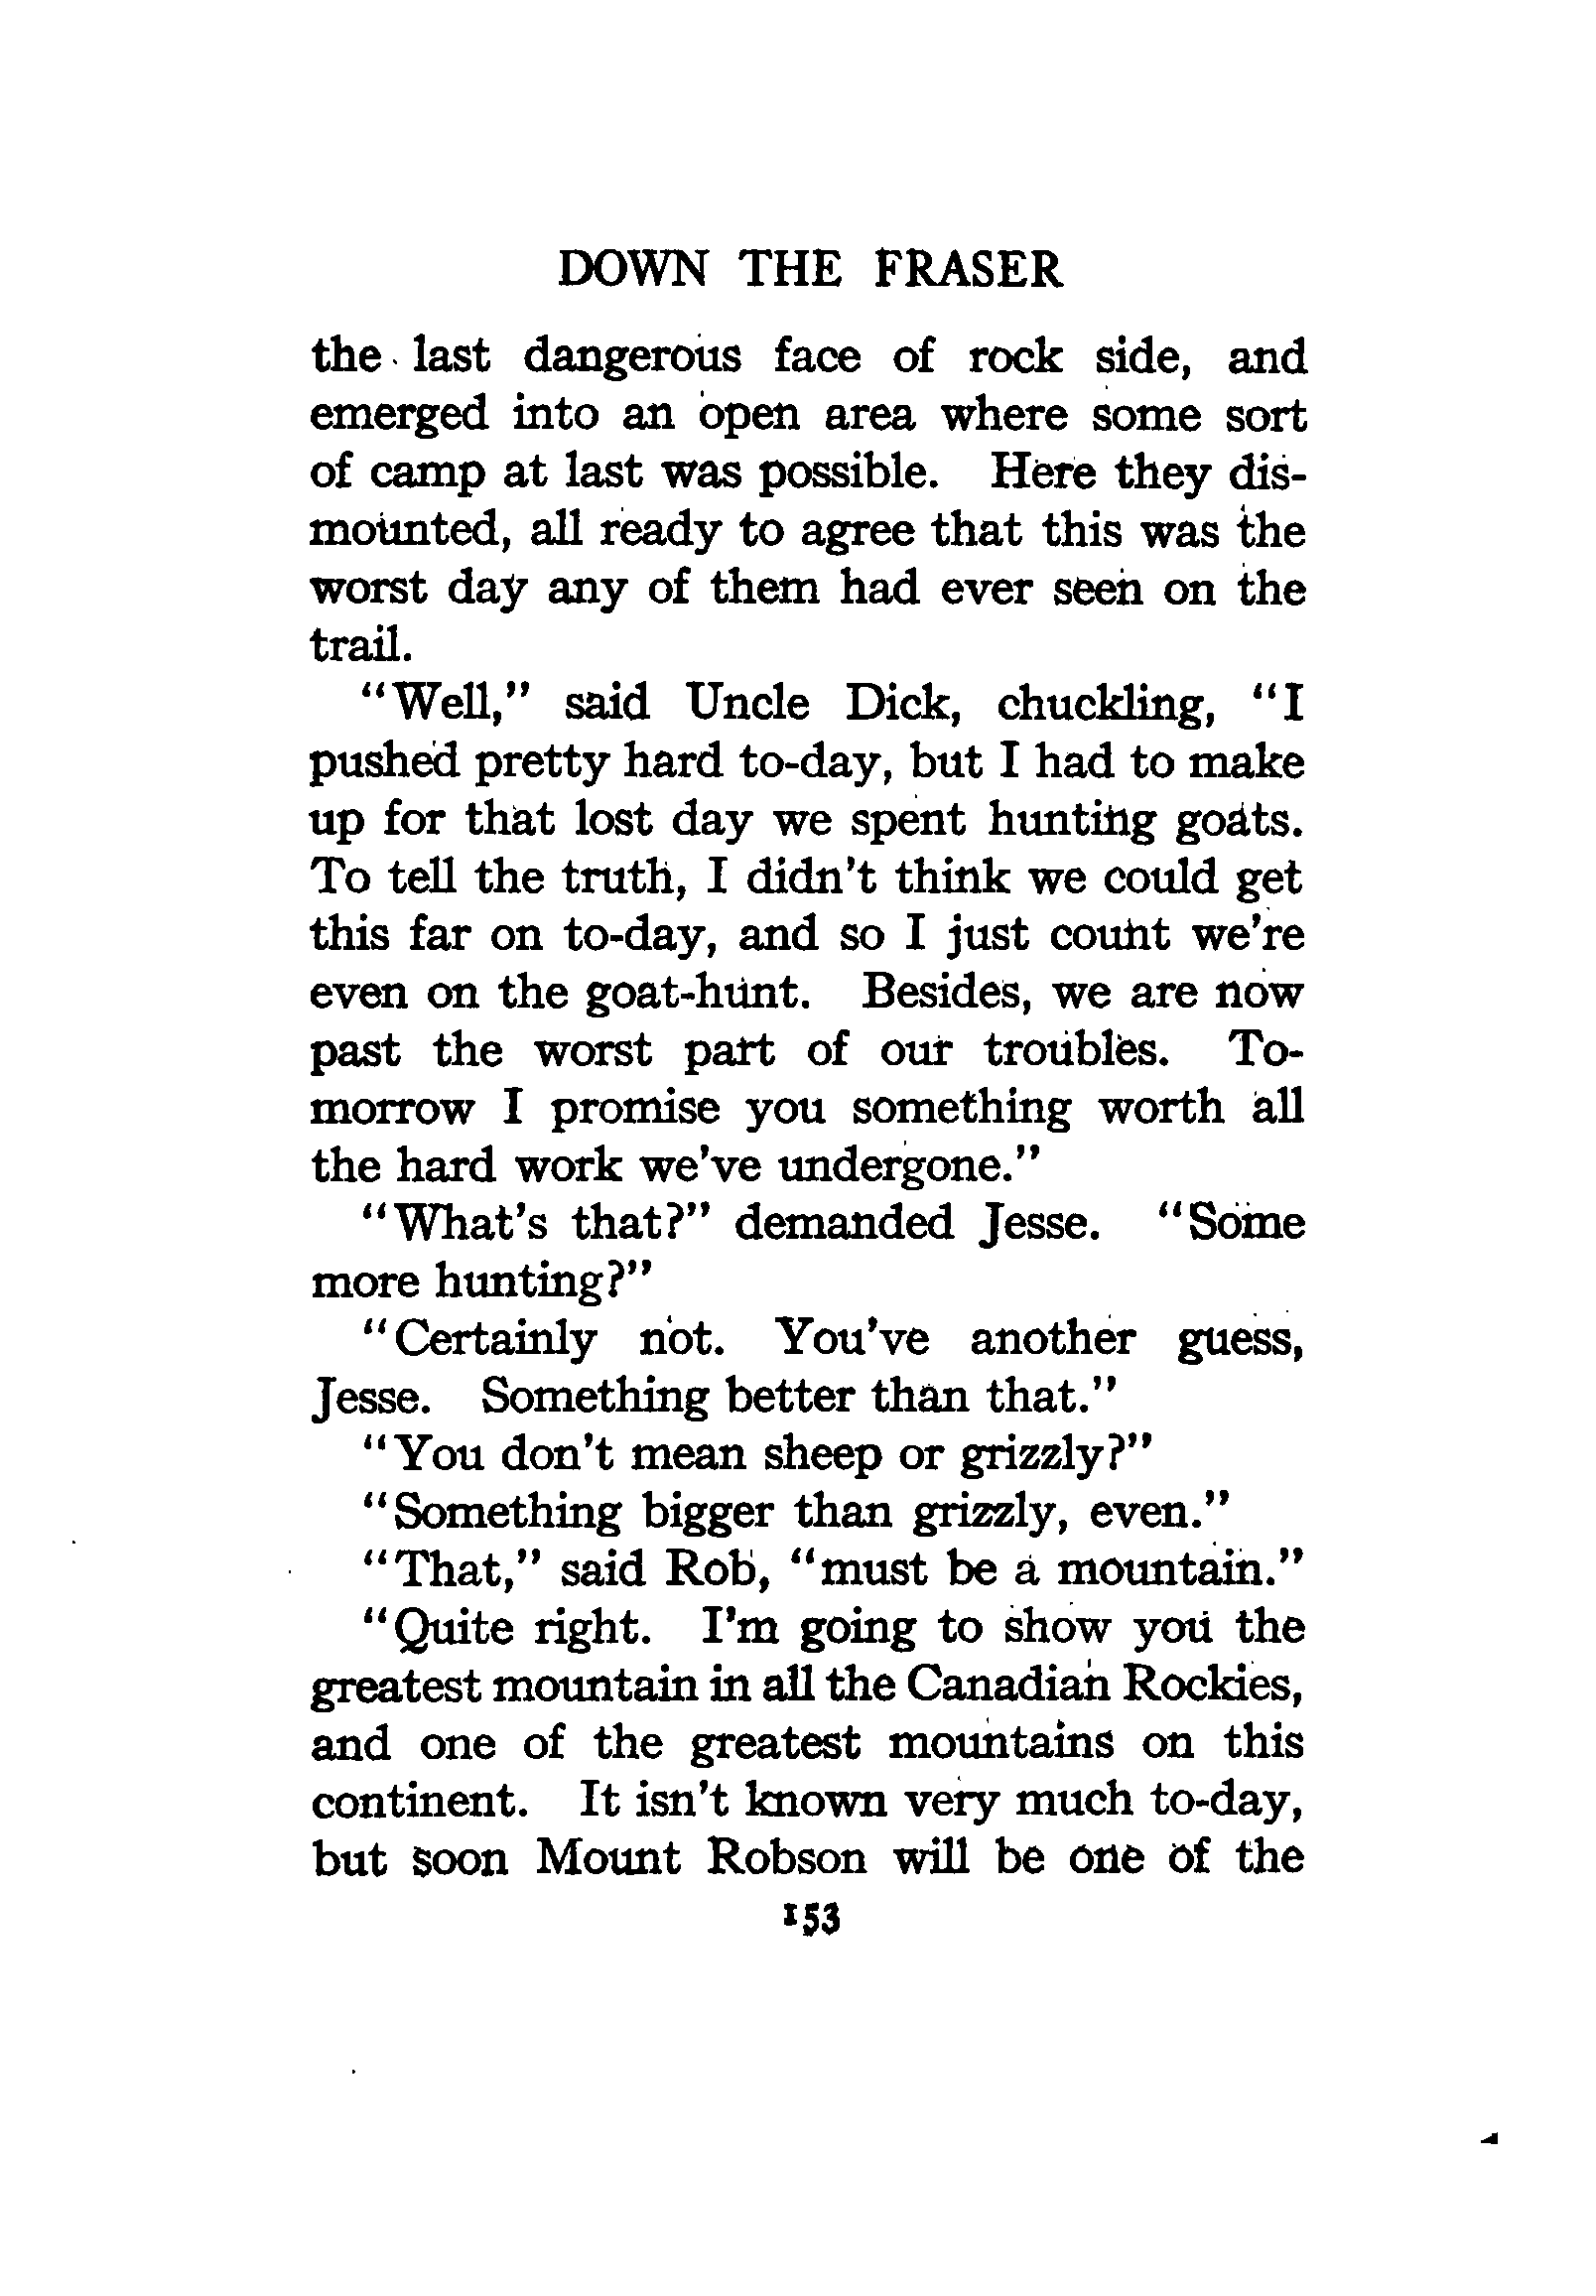 DOWN THE FRASER
the last dangerous face of rock side, and
emerged into an open area where some sort
of camp at last was possible. Here they dis-
mounted, all ready to agree that this was the
worst day any of them had ever seen on the
trail.
"Well," said Uncle Dick, chuckling, "I
pushed pretty hard to-day, but I had to make
up for that lost day we spent hunting goats.
To tell the truth, I didn't think we could get
this far on to-day, and so I just count we're
even on the goat-hunt. Besides, we are now
past the worst part of our troubles. To-
morrow I promise you something worth all
the hard work we've undergone."
"What's that?" demanded Jesse. "Some
more hunting?"
"Certainly not. You've another guess,
Jesse. Something better than that."
"You don't mean sheep or grizzly?"
"Something bigger than grizzly, even."
"That," said Rob, "must be a mountain."
"Quite right. I'm going to show you the
greatest mountain in all the Canadian Rockies,
and one of the greatest mountains on this
continent. It isn't known very much to-day,
but soon Mount Robson will be one of the
153